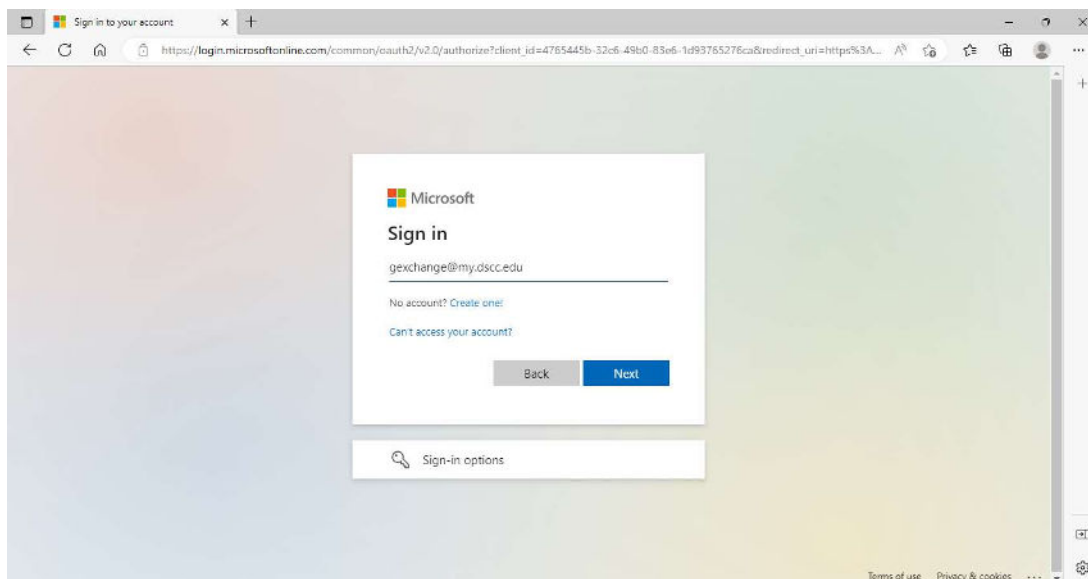 Sign in to your account
https://login.microsoftonline.com/common/oauth2/v2.0/authorize?client_id=4765445b-32c6-49b0-83e6-1d93765276ca&redirect_uri=https%3A...
Microsoft
Sign in
gexchange@my.dscc.edu
No account? Create one!
Can't access your account?
Back Next
Sign-in options
Terms of use Privacy & cookies ...